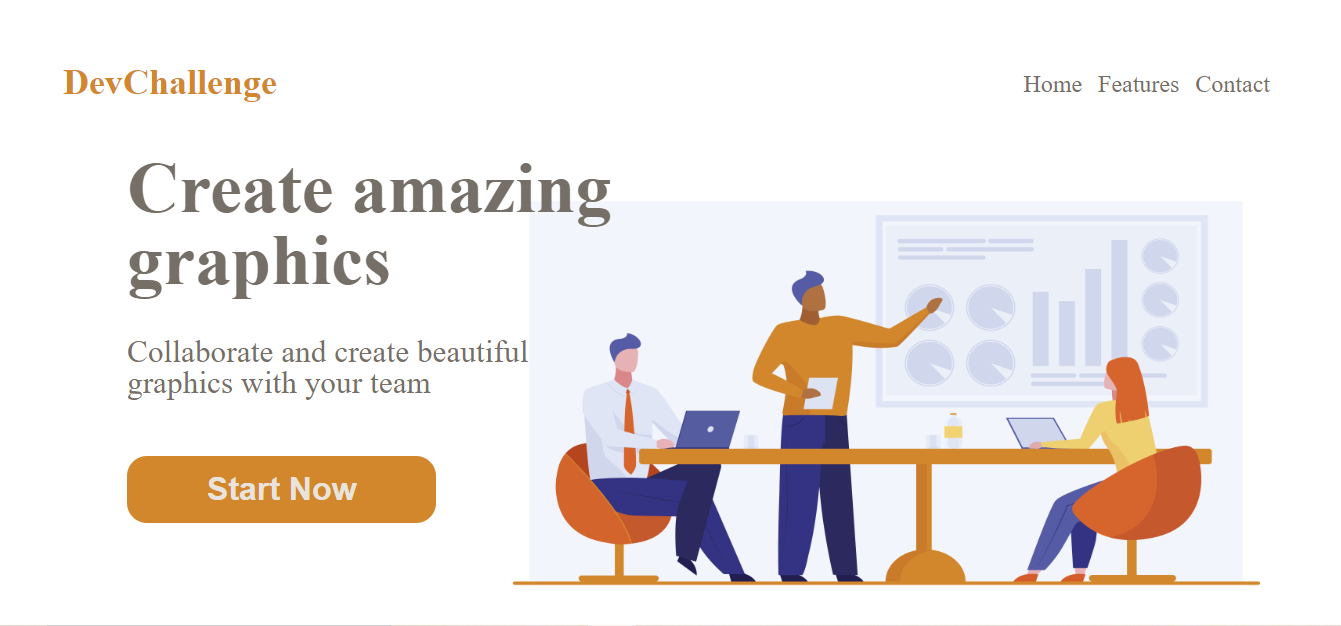 DevChallenge
Home Features Contact
Create amazing
graphics
Collaborate and create beautiful
graphics with your team
Start Now